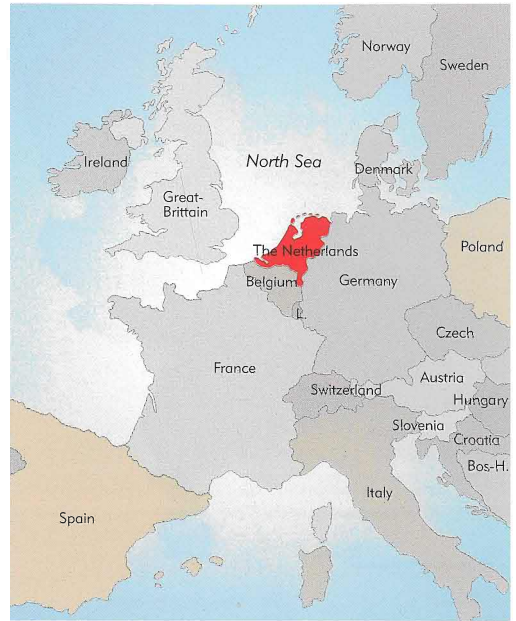 Norway
Sweden
North Sea
Ireland
Denmark
Great-
Brittain
Poland
The Netherlands
Belgium
Germany
L.
Czech
France
Austria
Switzerland
Hungary
Slovenia
Croatia
Bos-H.
Italy
Spain